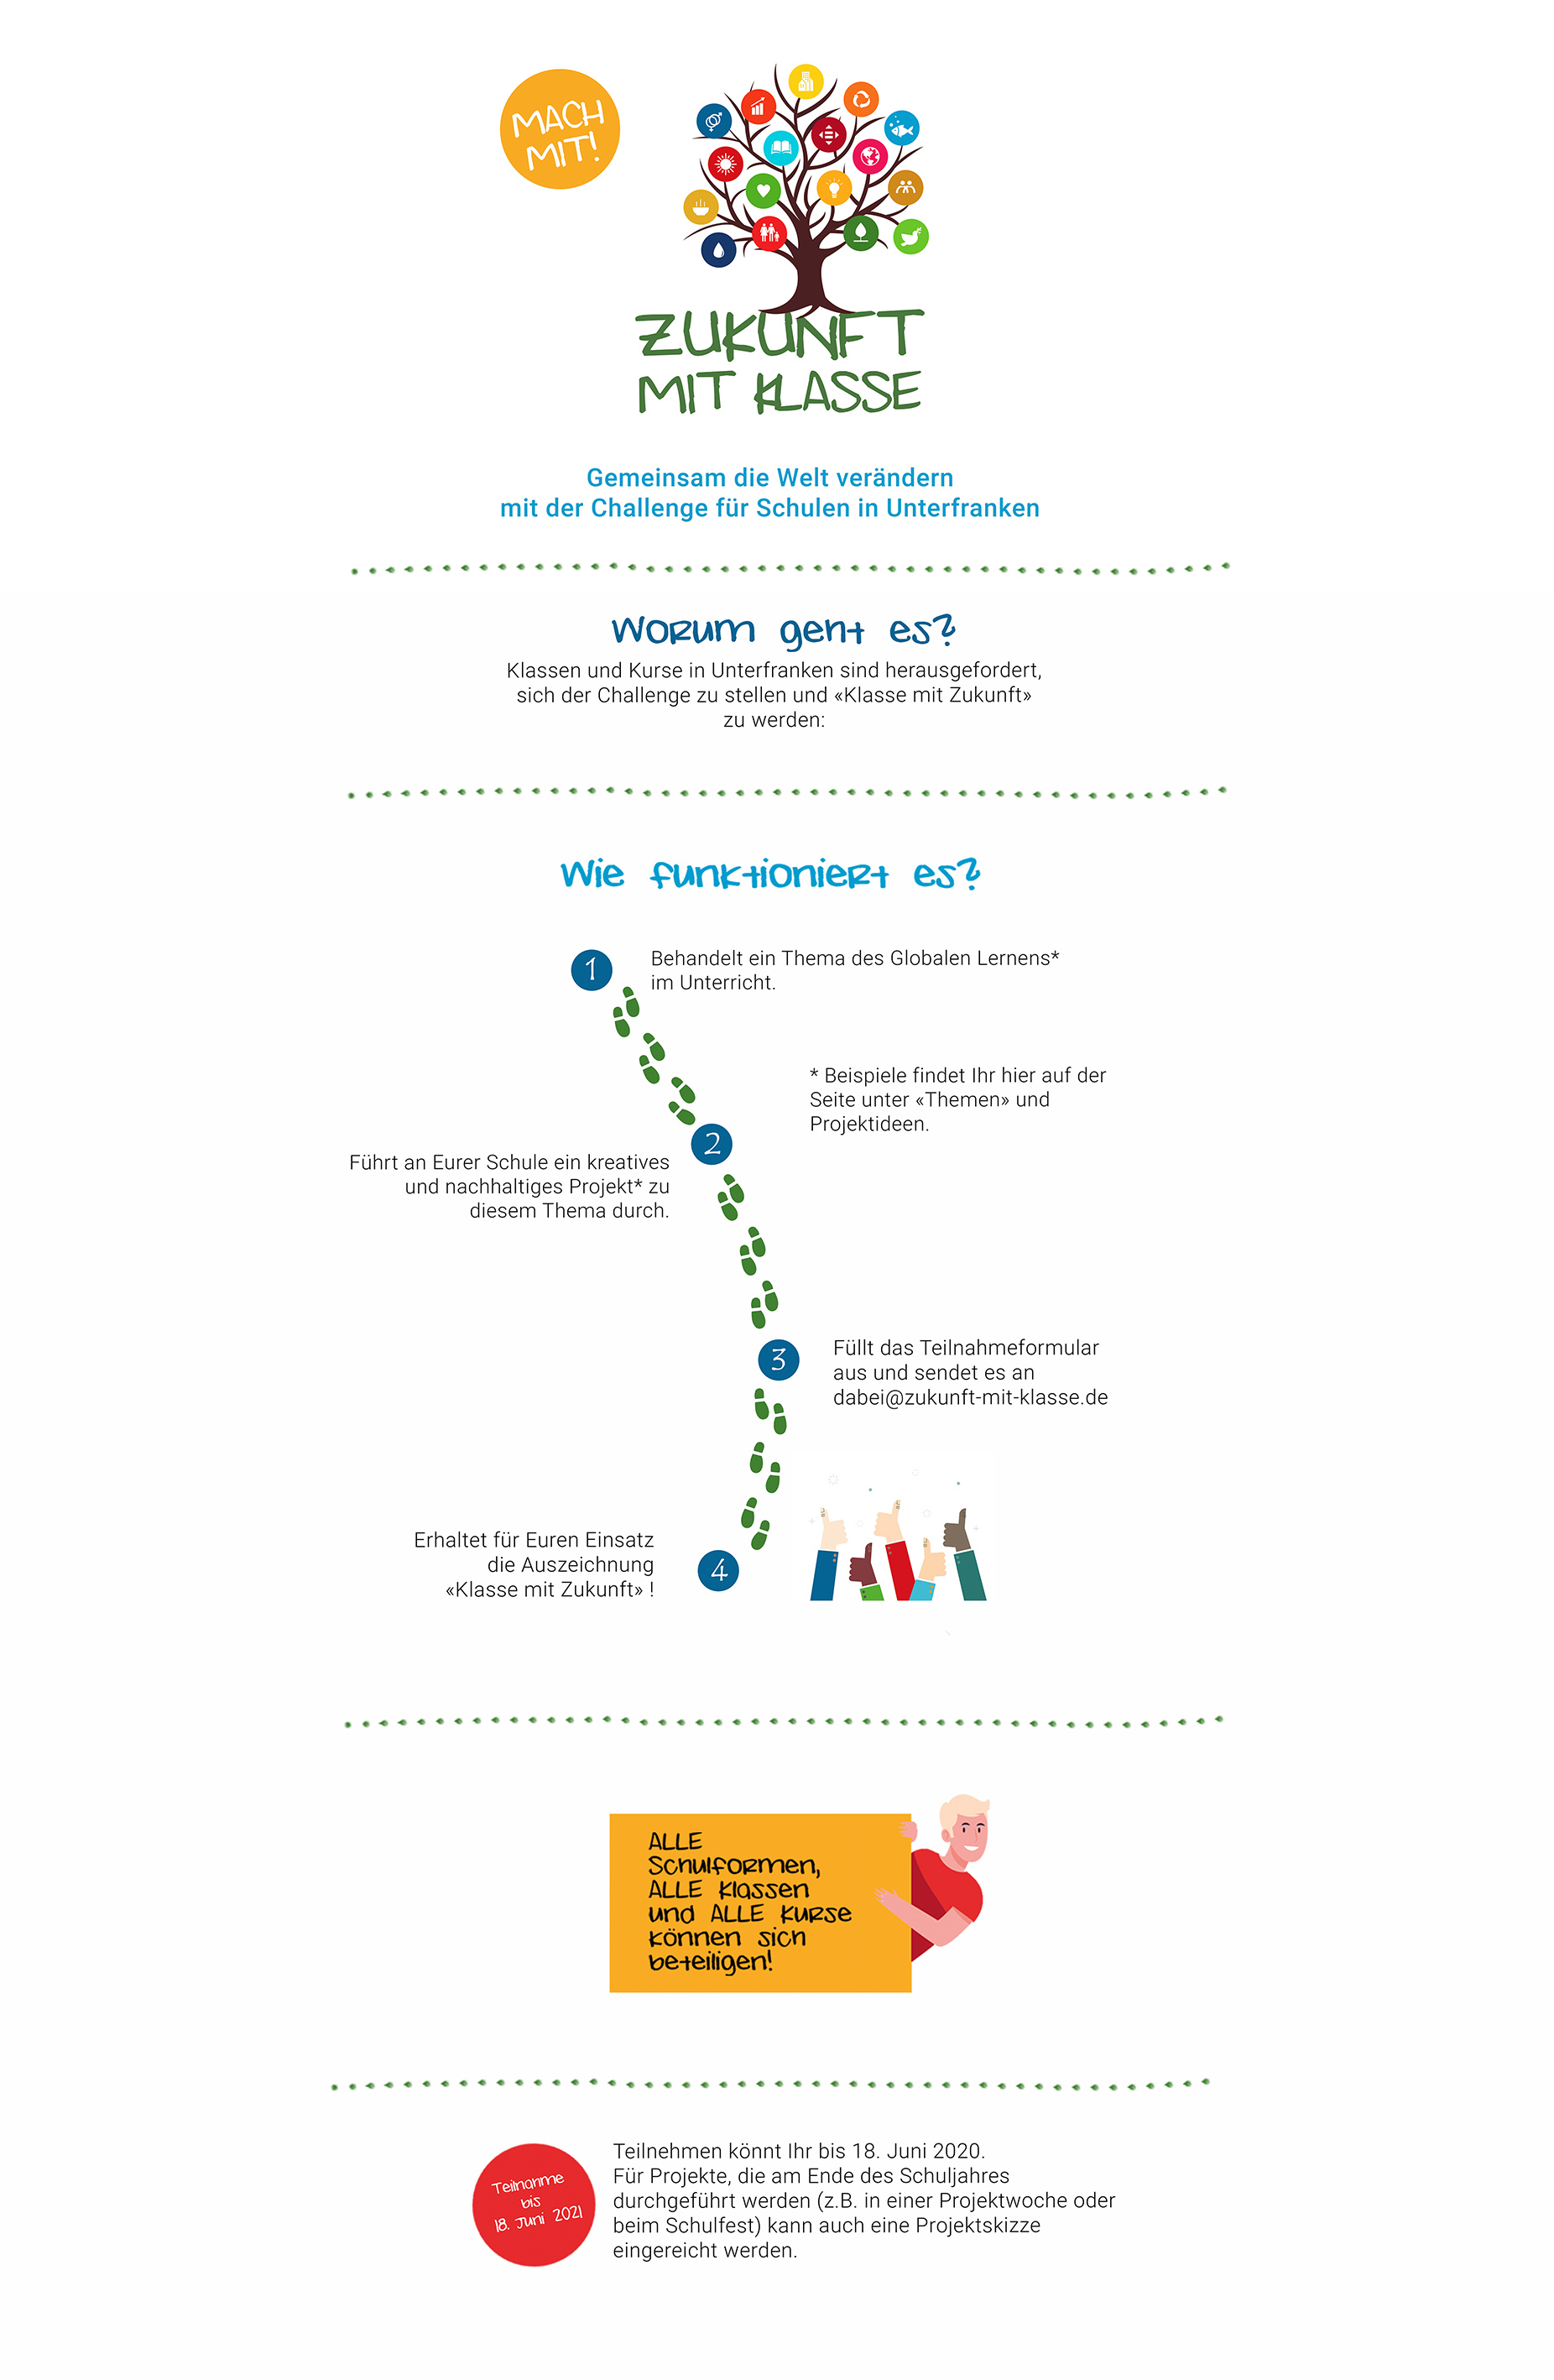 MACH
MIT!
ZUKUNFT
MIT KLASSE
Gemeinsam die Welt verändern
mit der Challenge für Schulen in Unterfranken
Worum geht es?
Klassen und Kurse in Unterfranken sind herausgefordert,
sich der Challenge zu stellen und «Klasse mit Zukunft»
zu werden:
Wie funktioniert es?
1
Behandelt ein Thema des Globalen Lernens*
im Unterricht.
* Beispiele findet Ihr hier auf der
Seite unter «Themen» und
Projektideen.
2
Führt an Eurer Schule ein kreatives
und nachhaltiges Projekt* zu
diesem Thema durch.
3
Füllt das Teilnahmeformular
aus und sendet es an
dabei@zukunft-mit-klasse.de
Erhaltet für Euren Einsatz
die Auszeichnung
«Klasse mit Zukunft» !
4
ALLE
Schulformen,
ALLE Klassen
und ALLE Kurse
können sich
beteiligen!
Teilnahme
bis
18. Juni 2021
Teilnehmen könnt Ihr bis 18. Juni 2020.
Für Projekte, die am Ende des Schuljahres
durchgeführt werden (z.B. in einer Projektwoche oder
beim Schulfest) kann auch eine Projektskizze
eingereicht werden.